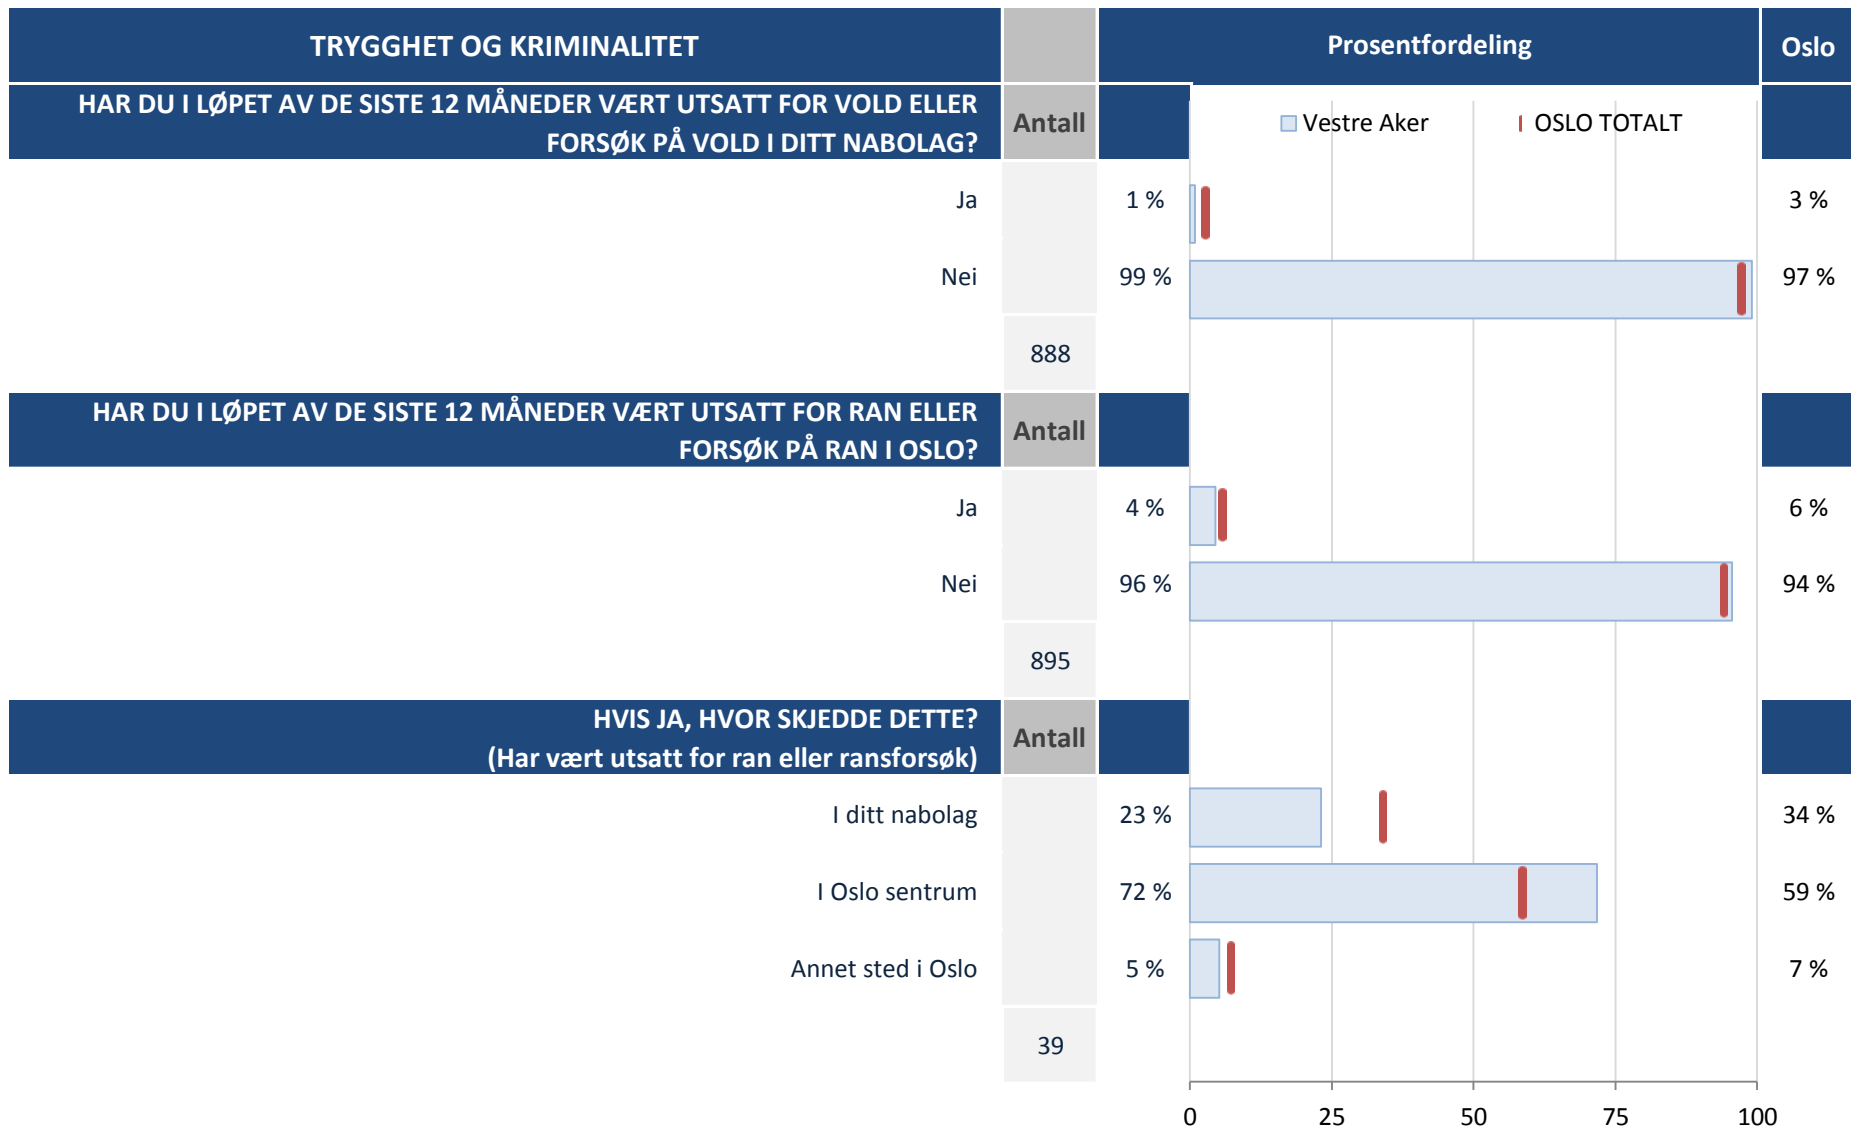 TRYGGHET OG KRIMINALITET Prosentfordeling Oslo
HAR DU I LØPET AV DE SISTE 12 MÅNEDER VÆRT UTSATT FOR VOLD ELLER
FORSØK PÅ VOLD I DITT NABOLAG?
Antall
Vestre Aker OSLO TOTALT
Ja 1 % 3 %
Nei 99 % 97 %
888
HAR DU I LØPET AV DE SISTE 12 MÅNEDER VÆRT UTSATT FOR RAN ELLER
FORSØK PÅ RAN I OSLO?
Antall
Ja 4 % 6 %
Nei 96 % 94 %
895
HVIS JA, HVOR SKJEDDE DETTE?
(Har vært utsatt for ran eller ransforsøk)
Antall
I ditt nabolag 23 % 34 %
I Oslo sentrum 72 % 59 %
Annet sted i Oslo 5 % 7 %
39
0 25 50 75 100